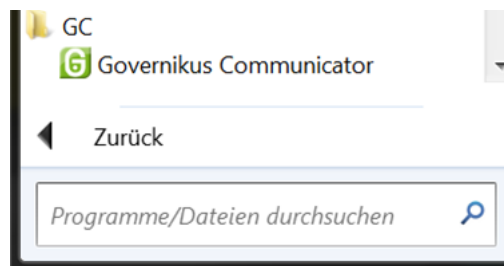 GC
Governikus Communicator
Zurück
Programme/Dateien durchsuchen